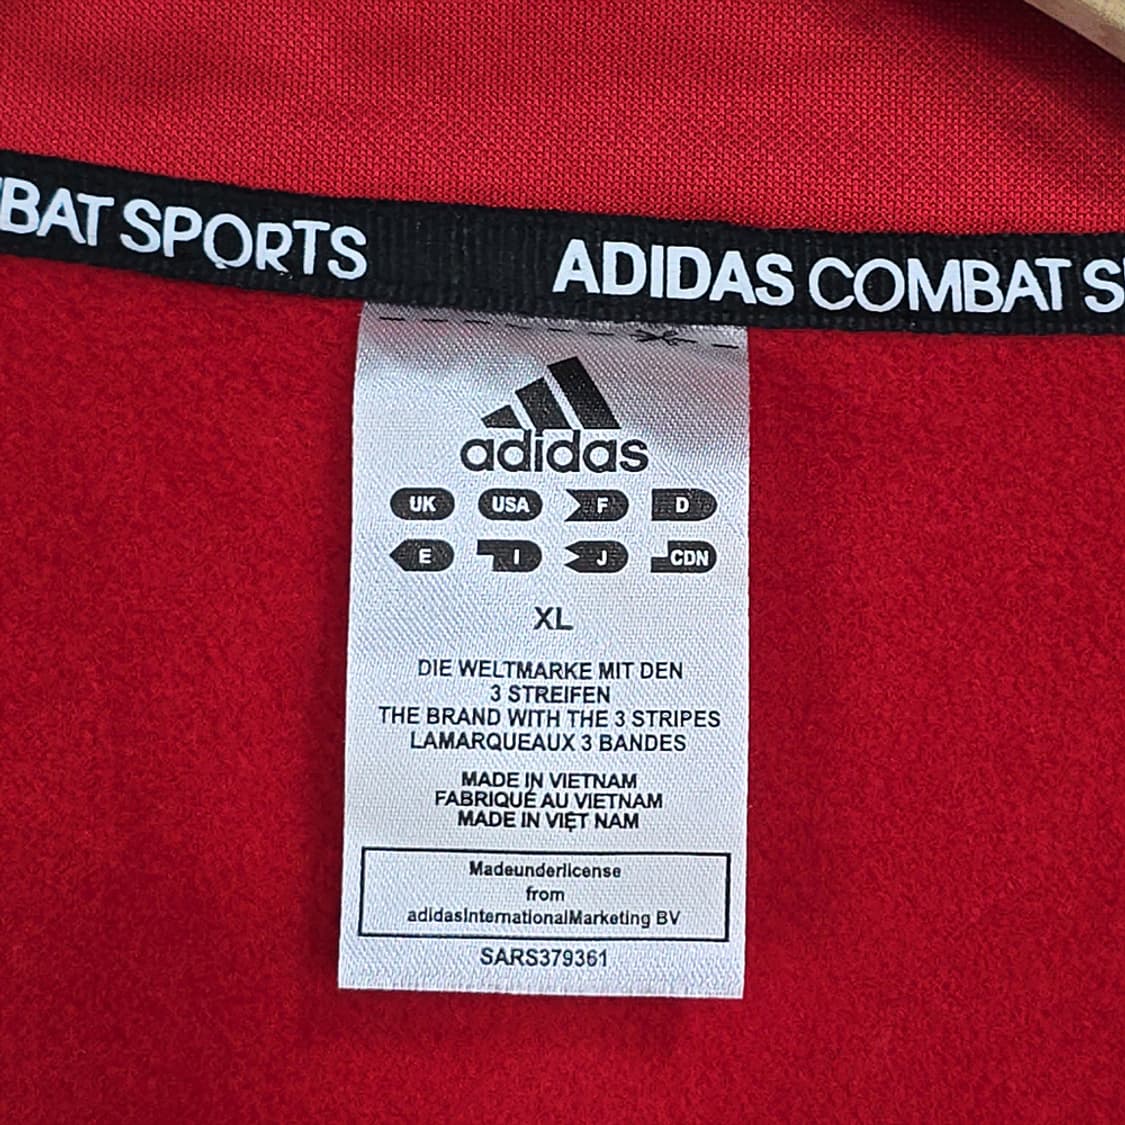 BAT SPORTS ADIDAS COMBAT S
adidas
UK USA F D
E I J CDN
XL
DIE WELTMARKE MIT DEN
3 STREIFEN
THE BRAND WITH THE 3 STRIPES
LAMARQUEAUX 3 BANDES
MADE IN VIETNAM
FABRIQUÉ AU VIETNAM
MADE IN VIỆT NAM
Madeunderlicense
from
adidasInternationalMarketing BV
SARS379361